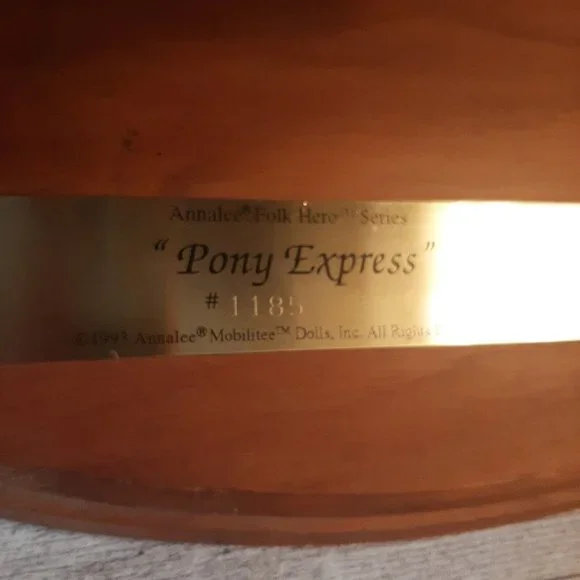 Annalee® Folk Hero™ Series
“Pony Express”
# 1185
©1993 Annalee® Mobilitee™ Dolls, Inc. All Rights